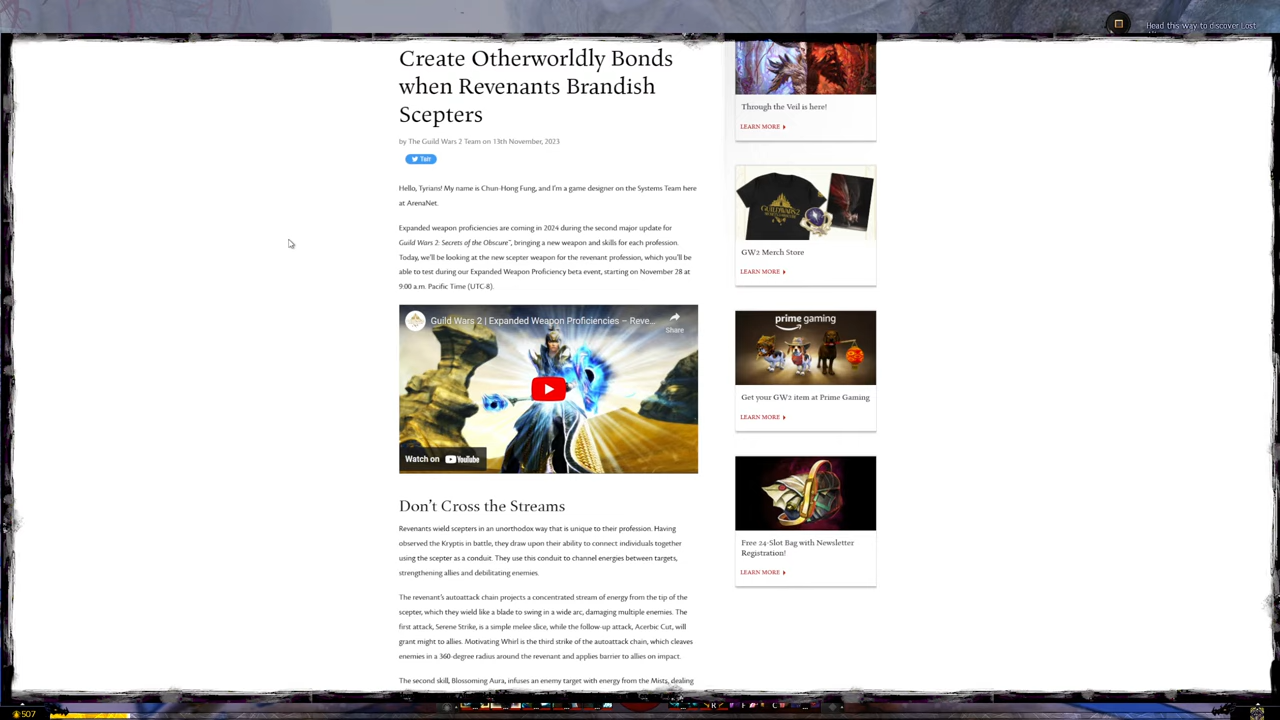 Head this way to discover Lost
Create Otherworldly Bonds
when Revenants Brandish
Scepters
by The Guild Wars 2 Team on 13th November, 2023
Hello, Tyrians! My name is Chun-Hong Fung, and I'm a game designer on the Systems Team here
at ArenaNet.
Expanded weapon proficiencies are coming in 2024 during the second major update for
Guild Wars 2: Secrets of the Obscure™, bringing a new weapon and skills for each profession.
Today, we'll be looking at the new scepter weapon for the revenant profession, which you'll be
able to test during our Expanded Weapon Proficiency beta event, starting on November 28 at
9:00 a.m. Pacific Time (UTC-8).
Guild Wars 2 | Expanded Weapon Proficiencies – Reve...
Share
Watch on YouTube
Don't Cross the Streams
Revenants wield scepters in an unorthodox way that is unique to their profession. Having
observed the Kryptis in battle, they draw upon their ability to connect individuals together
using the scepter as a conduit. They use this conduit to channel energies between targets,
strengthening allies and debilitating enemies.
The revenant's autoattack chain projects a concentrated stream of energy from the tip of the
scepter, which they wield like a blade to swing in a wide arc, damaging multiple enemies. The
first attack, Serene Strike, is a simple melee slice, while the follow-up attack, Acerbic Cut, will
grant might to allies. Motivating Whirl is the third strike of the autoattack chain, which cleaves
enemies in a 360-degree radius around the revenant and applies barrier to allies on impact.
The second skill, Blossoming Aura, infuses an enemy target with energy from the Mists, dealing
Through the Veil is here!
LEARN MORE
GUILD WARS 2
GW2 Merch Store
LEARN MORE
prime gaming
Get your GW2 item at Prime Gaming
LEARN MORE
Free 24-Slot Bag with Newsletter
Registration!
LEARN MORE
507